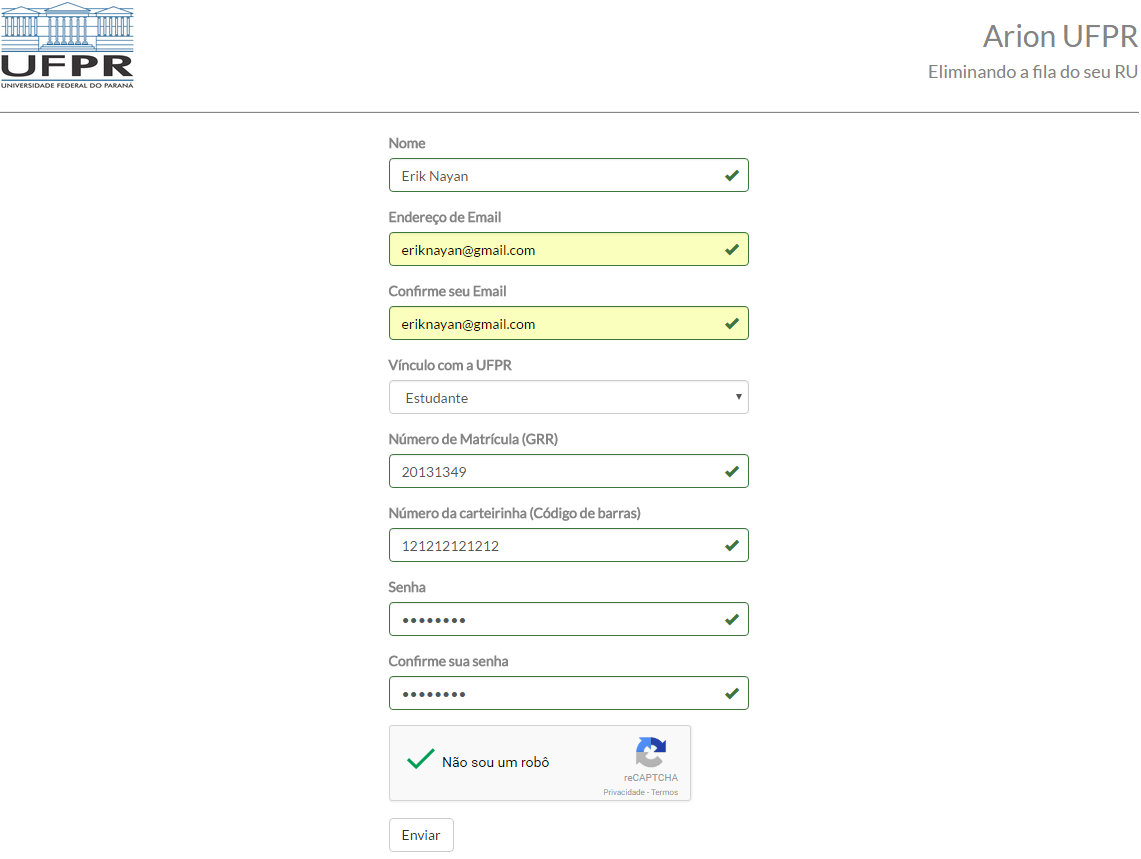 UFPR
UNIVERSIDADE FEDERAL DO PARANÁ
Arion UFPR
Eliminando a fila do seu RU
Nome
Erik Nayan
Endereço de Email
eriknayan@gmail.com
Confirme seu Email
eriknayan@gmail.com
Vínculo com a UFPR
Estudante
Número de Matrícula (GRR)
20131349
Número da carteirinha (Código de barras)
121212121212
Senha
••••••••
Confirme sua senha
••••••••
Não sou um robô
reCAPTCHA
Privacidade - Termos
Enviar